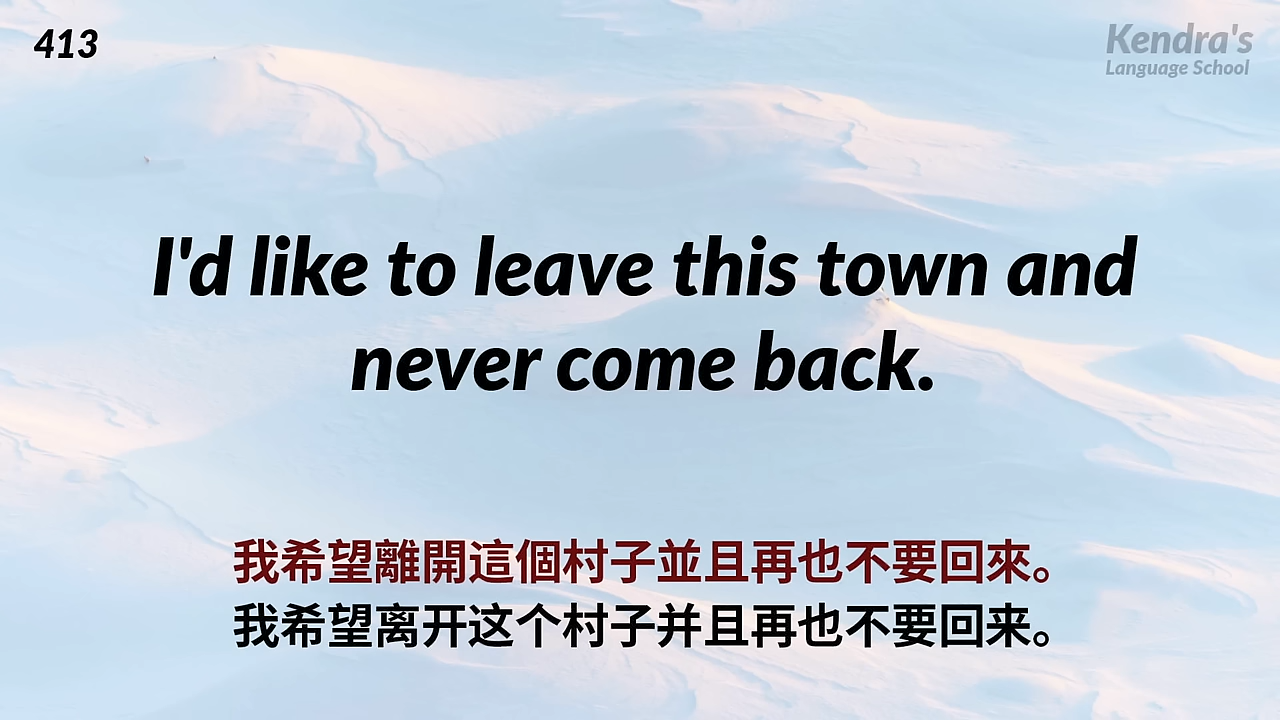 413
Kendra's
Language School
I'd like to leave this town and
never come back.
我希望離開這個村子並且再也不要回來。
我希望离开这个村子并且再也不要回来。